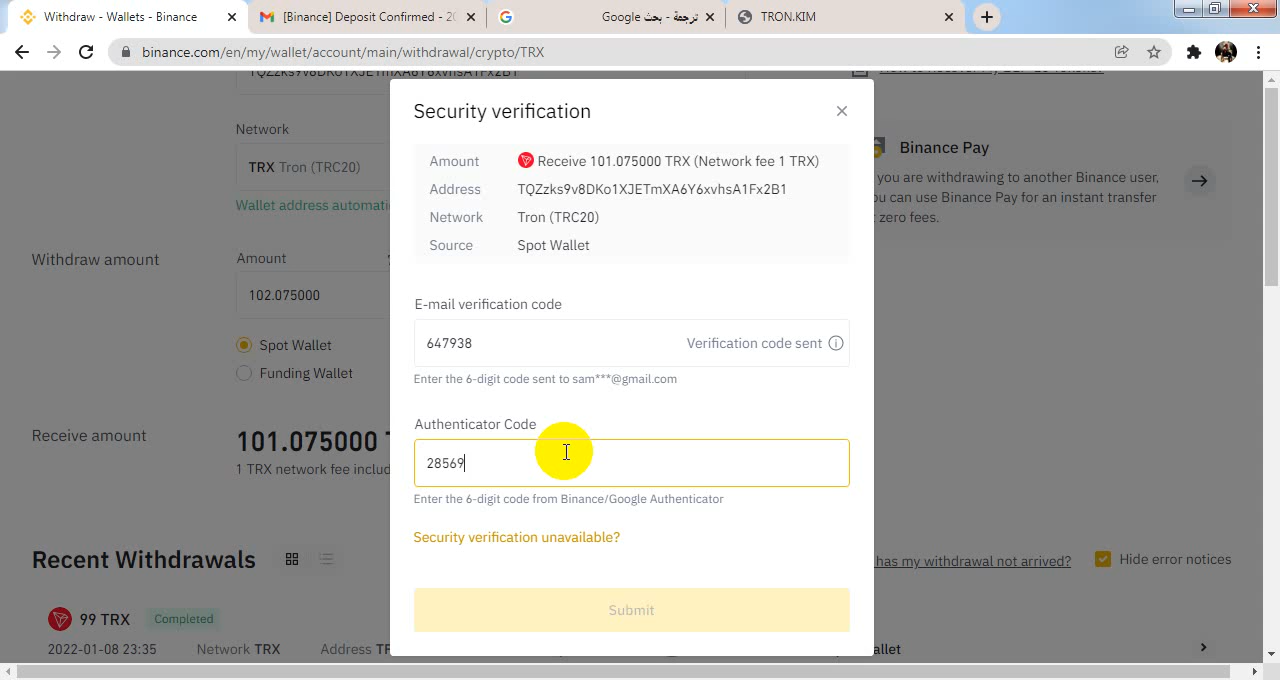 Withdraw - Wallets - Binance
[Binance] Deposit Confirmed - 20
ترجمة - بحث Google
TRON.KIM
binance.com/en/my/wallet/account/main/withdrawal/crypto/TRX
Security verification
Amount Receive 101.075000 TRX (Network fee 1 TRX)
Address TQZzks9v8DKo1XJETmXA6Y6xvhsA1Fx2B1
Network Tron (TRC20)
Source Spot Wallet
E-mail verification code
647938 Verification code sent
Enter the 6-digit code sent to sam***@gmail.com
Authenticator Code
28569
Enter the 6-digit code from Binance/Google Authenticator
Security verification unavailable?
Submit
Network
TRX Tron (TRC20)
Wallet address automati
Withdraw amount
Amount
102.075000
Spot Wallet
Funding Wallet
Receive amount
101.075000
1 TRX network fee includ
Binance Pay
you are withdrawing to another Binance user,
ou can use Binance Pay for an instant transfer
zero fees.
Recent Withdrawals
has my withdrawal not arrived?
Hide error notices
99 TRX Completed
2022-01-08 23:35 Network TRX Address TF
allet